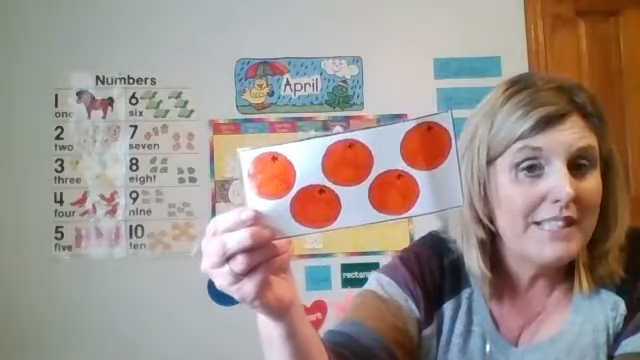 Numbers
1 one
2 two
3 three
4 four
5 five
6 six
7 seven
8 eight
9 nine
10 ten
April
rectangle